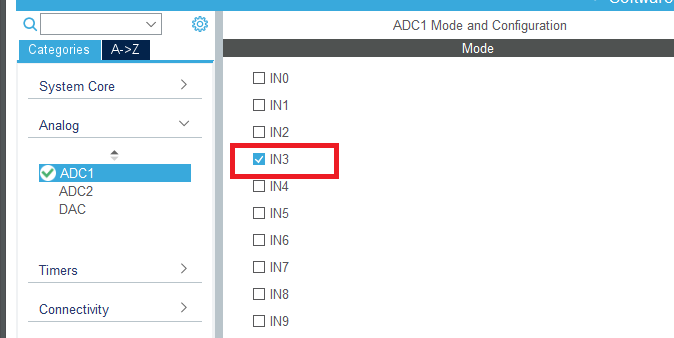 Software
ADC1 Mode and Configuration
Categories A->Z
Mode
System Core
Analog
ADC1
ADC2
DAC
Timers
Connectivity
IN0
IN1
IN2
IN3
IN4
IN5
IN6
IN7
IN8
IN9